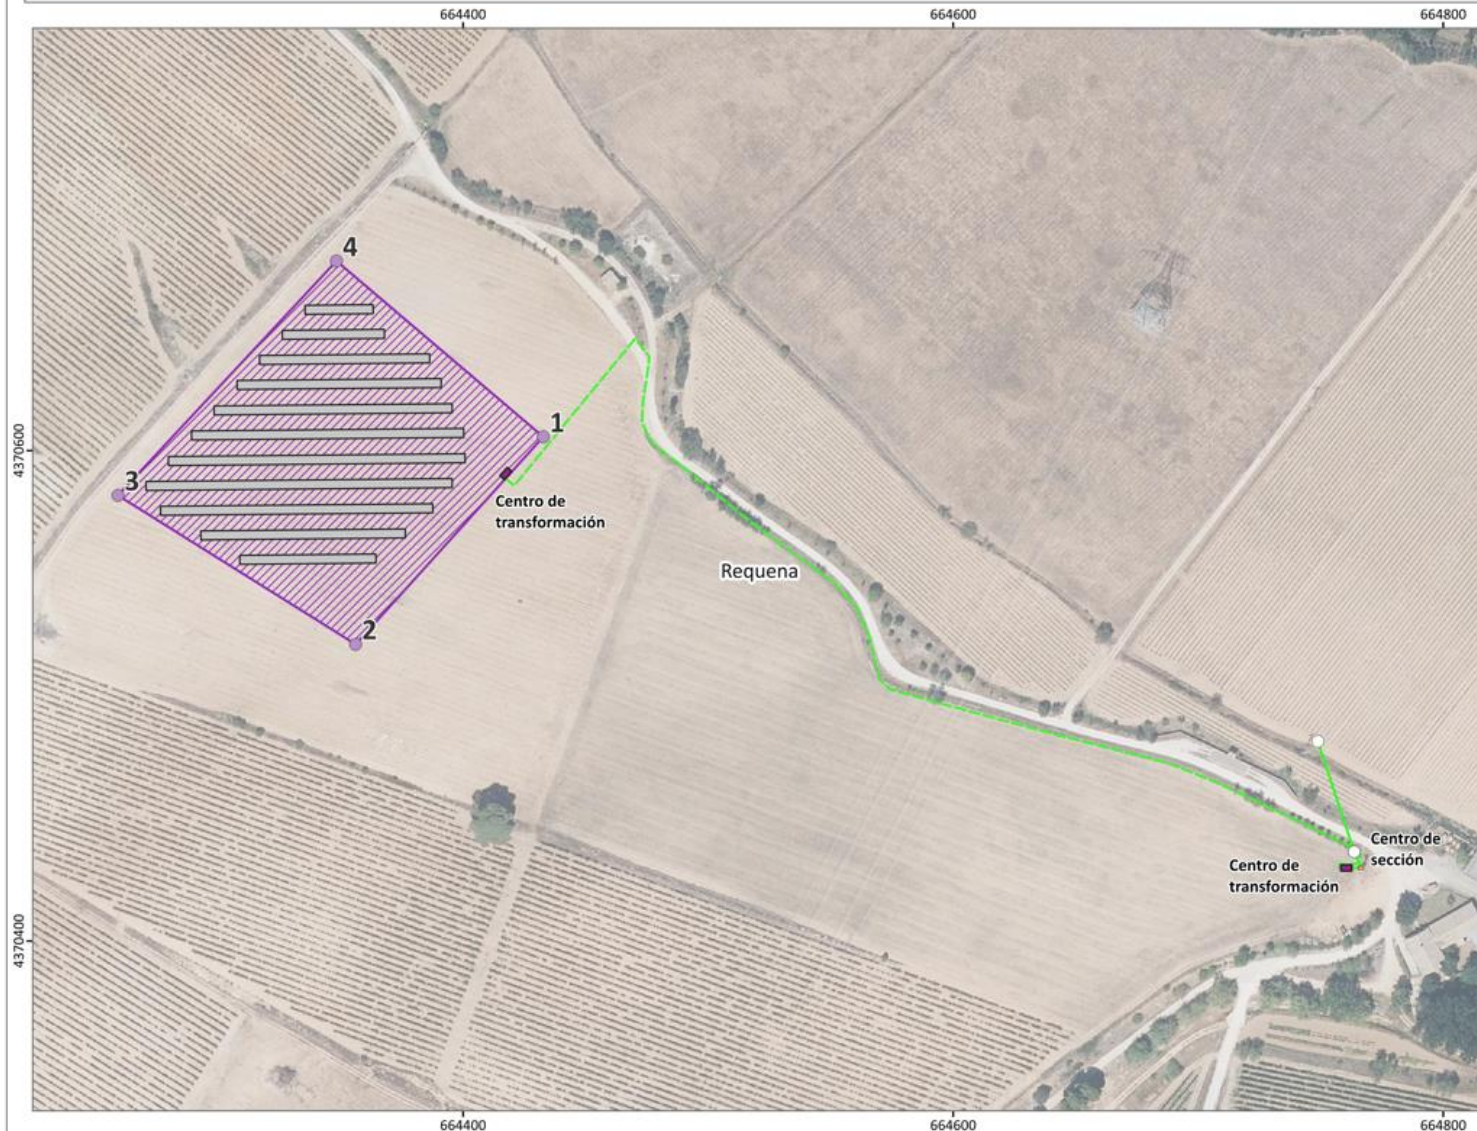 664400
664600
664800
4
1
4370600
3
Centro de
transformación
Requena
2
Centro de
sección
Centro de
transformación
4370400
664400
664600
664800